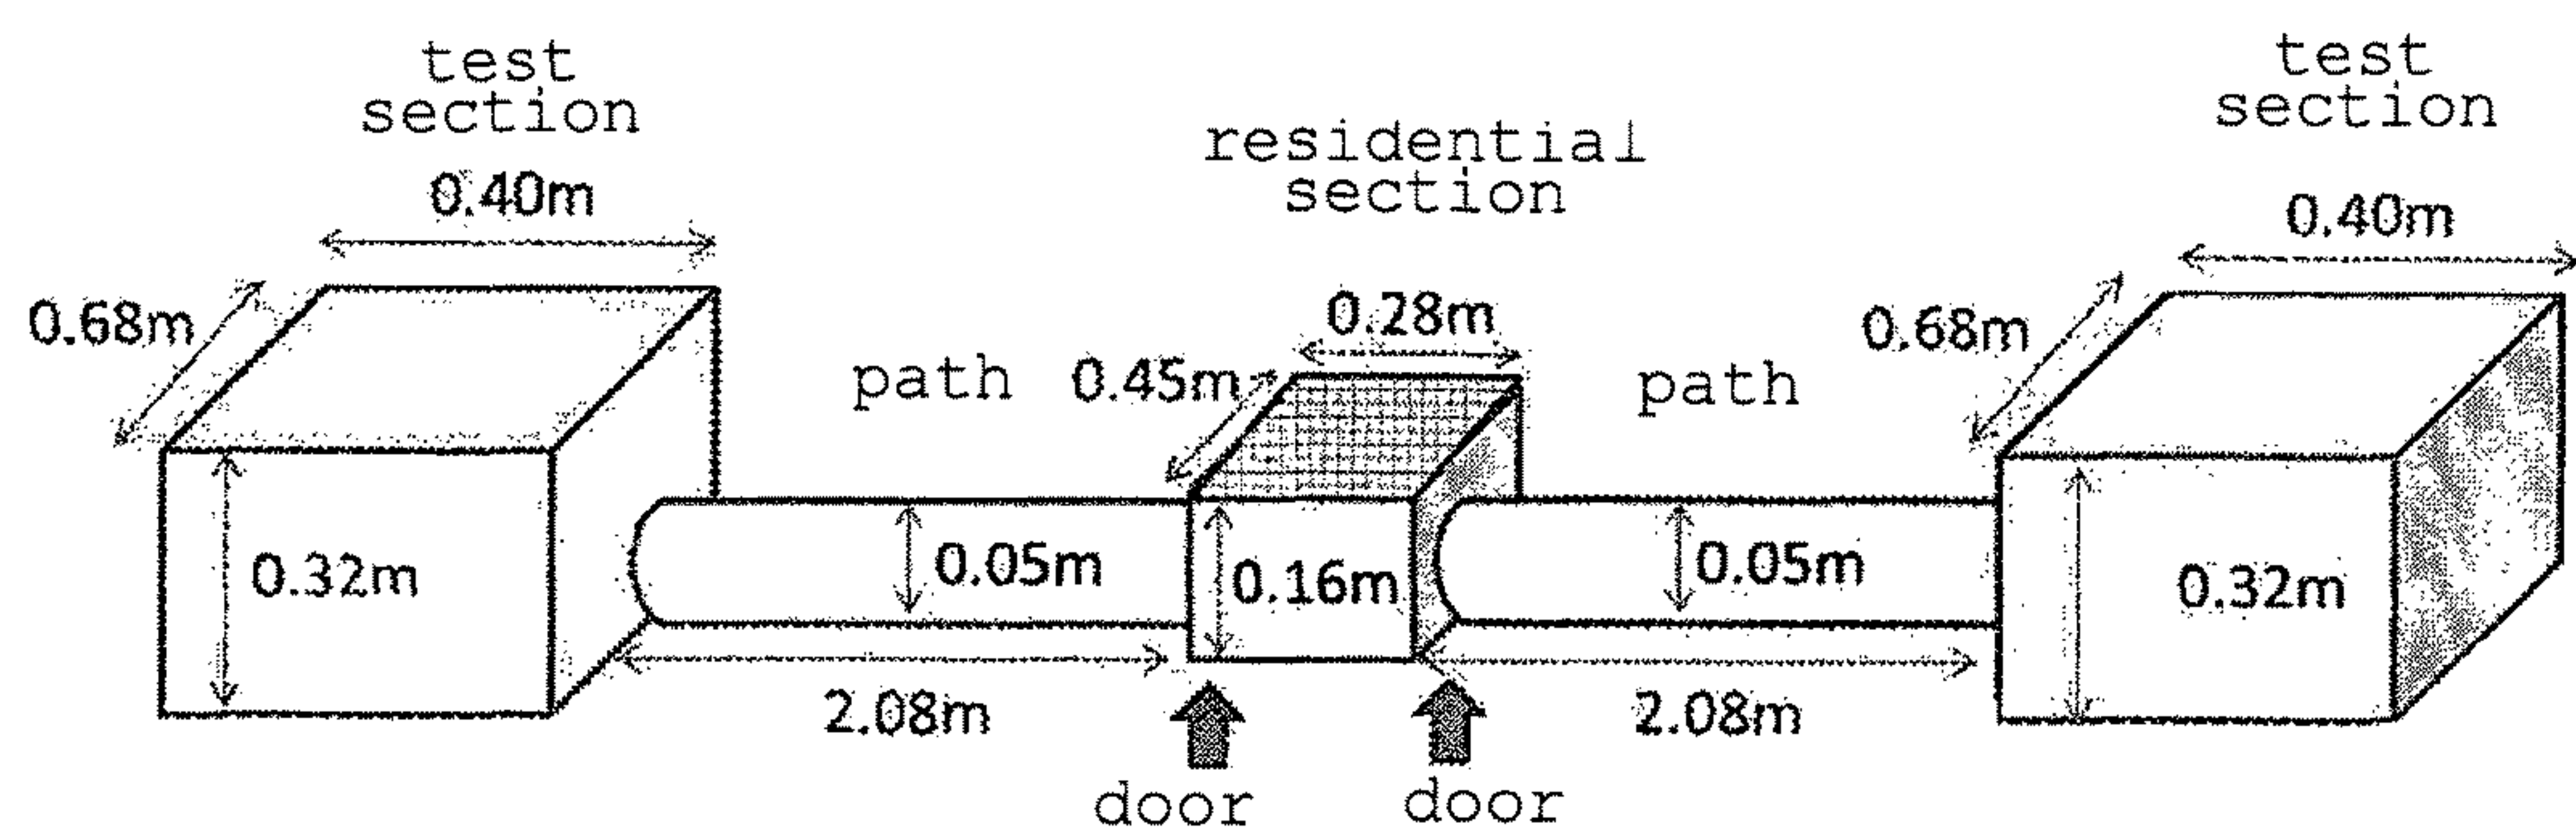 test
section
0.40m
0.68m
0.32m
path
0.05m
2.08m
residential
section
0.28m
0.45m
0.16m
door
door
path
0.05m
2.08m
test
section
0.40m
0.68m
0.32m